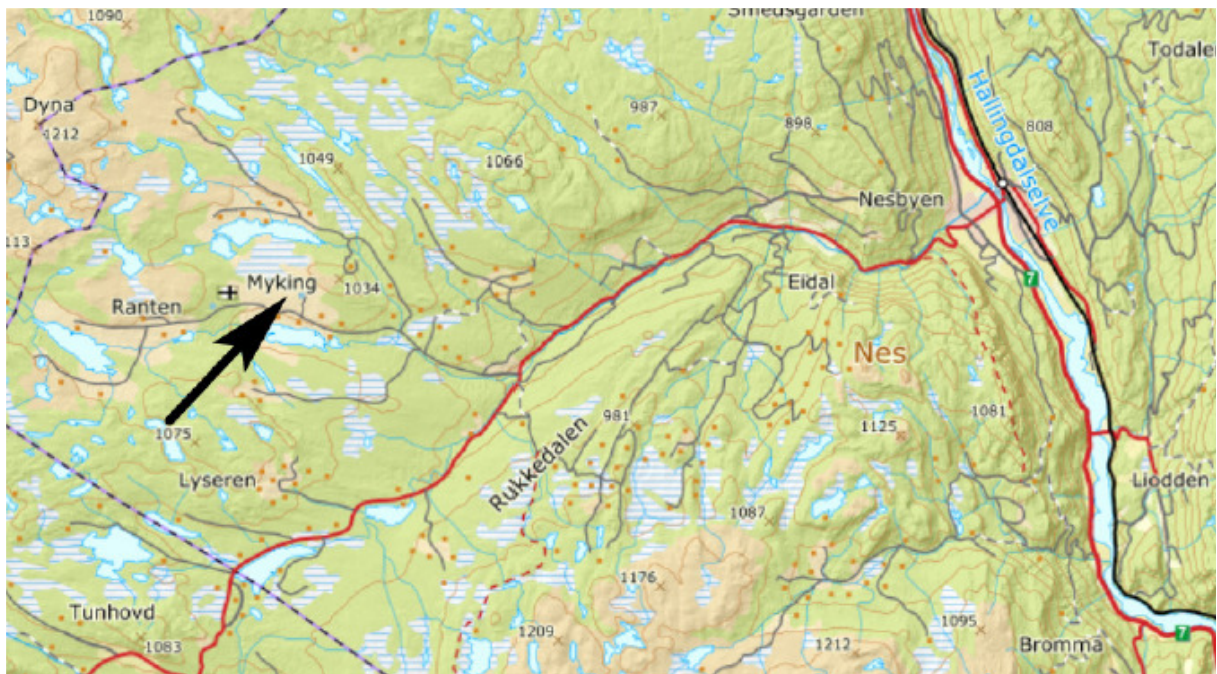 1090
Smedsgården
Todalen
Dyna
1212
987
898
808
Hallingdalselve
1049
1066
Nesbyen
113
Myking
1034
Ranten
Eidal
7
Nes
1075
981
1081
1125
Lyseren
Rukkedalen
Liodden
1087
1176
Tunhovd
1083
1209
1095
1212
Bromma
7